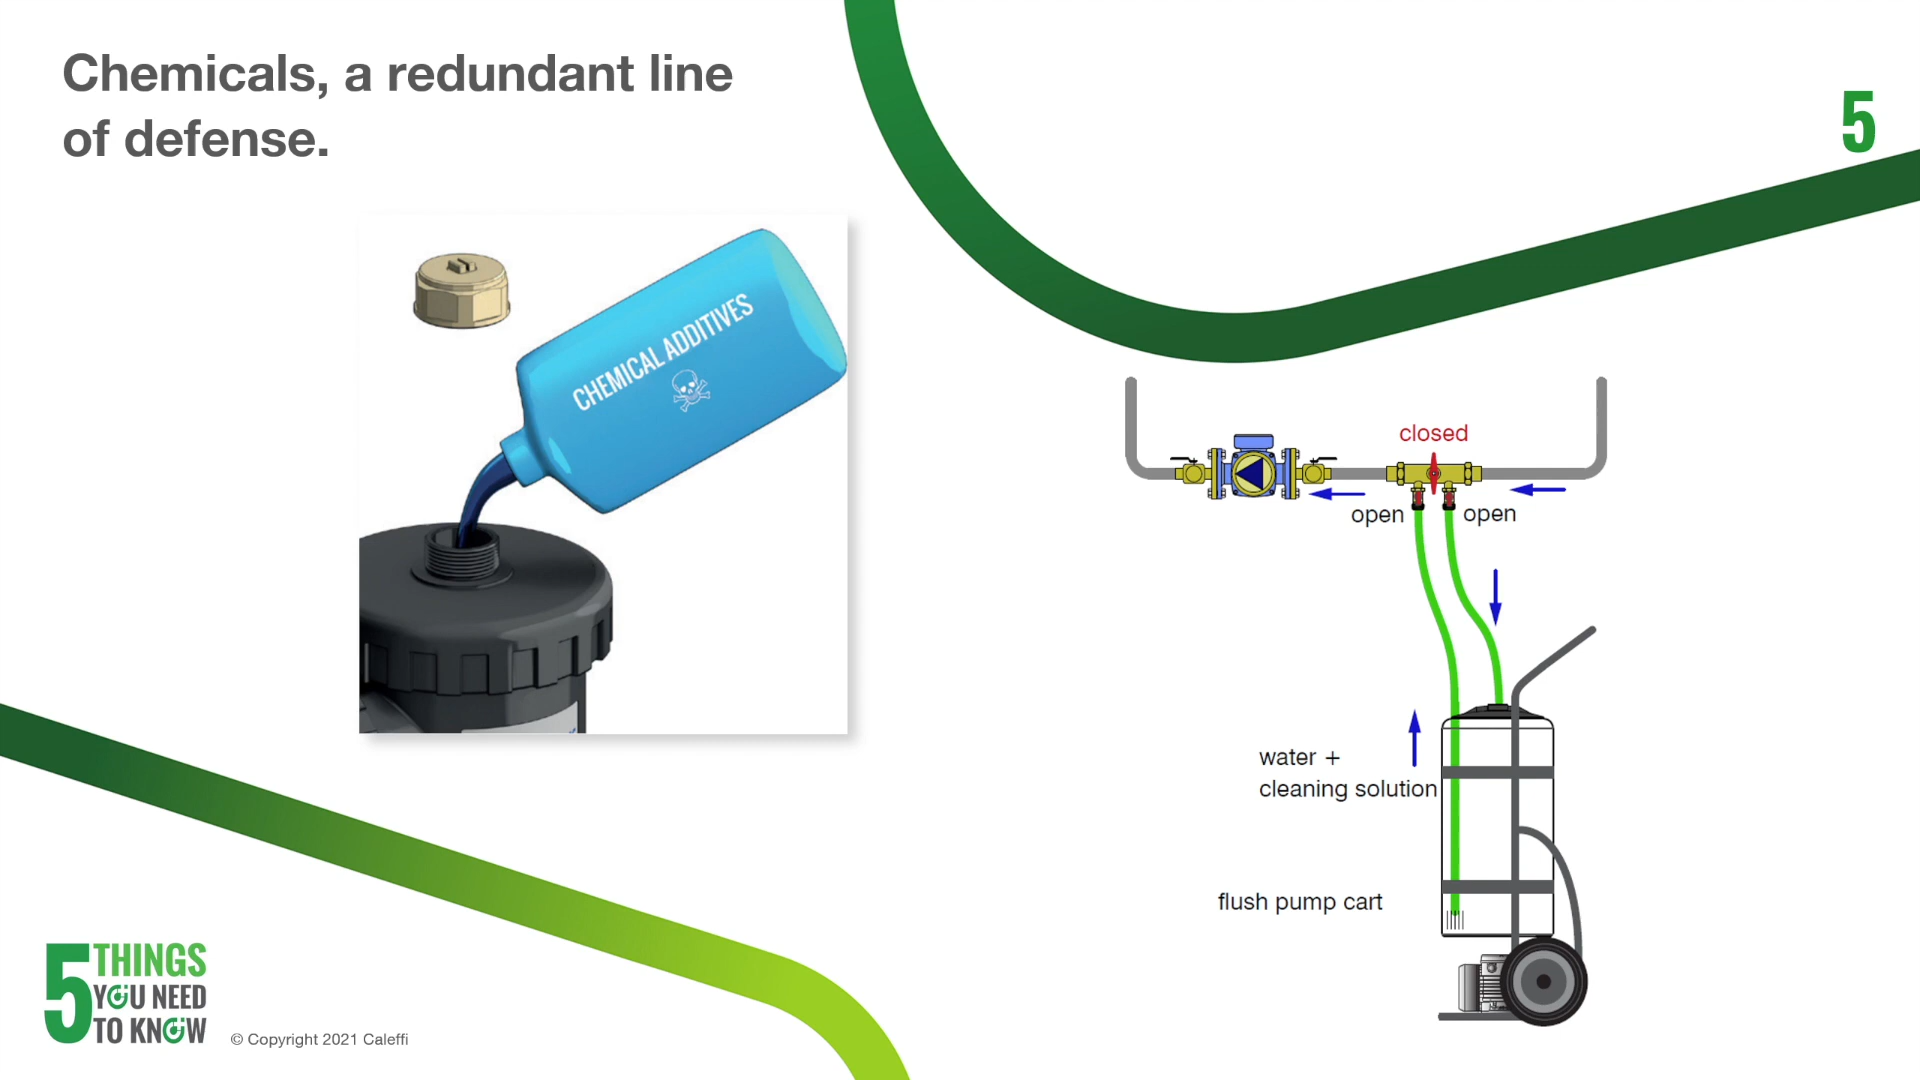 Chemicals, a redundant line
of defense.
5
CHEMICAL ADDITIVES
closed
open
open
water +
cleaning solution
flush pump cart
5 THINGS
YOU NEED
TO KNOW
© Copyright 2021 Caleffi